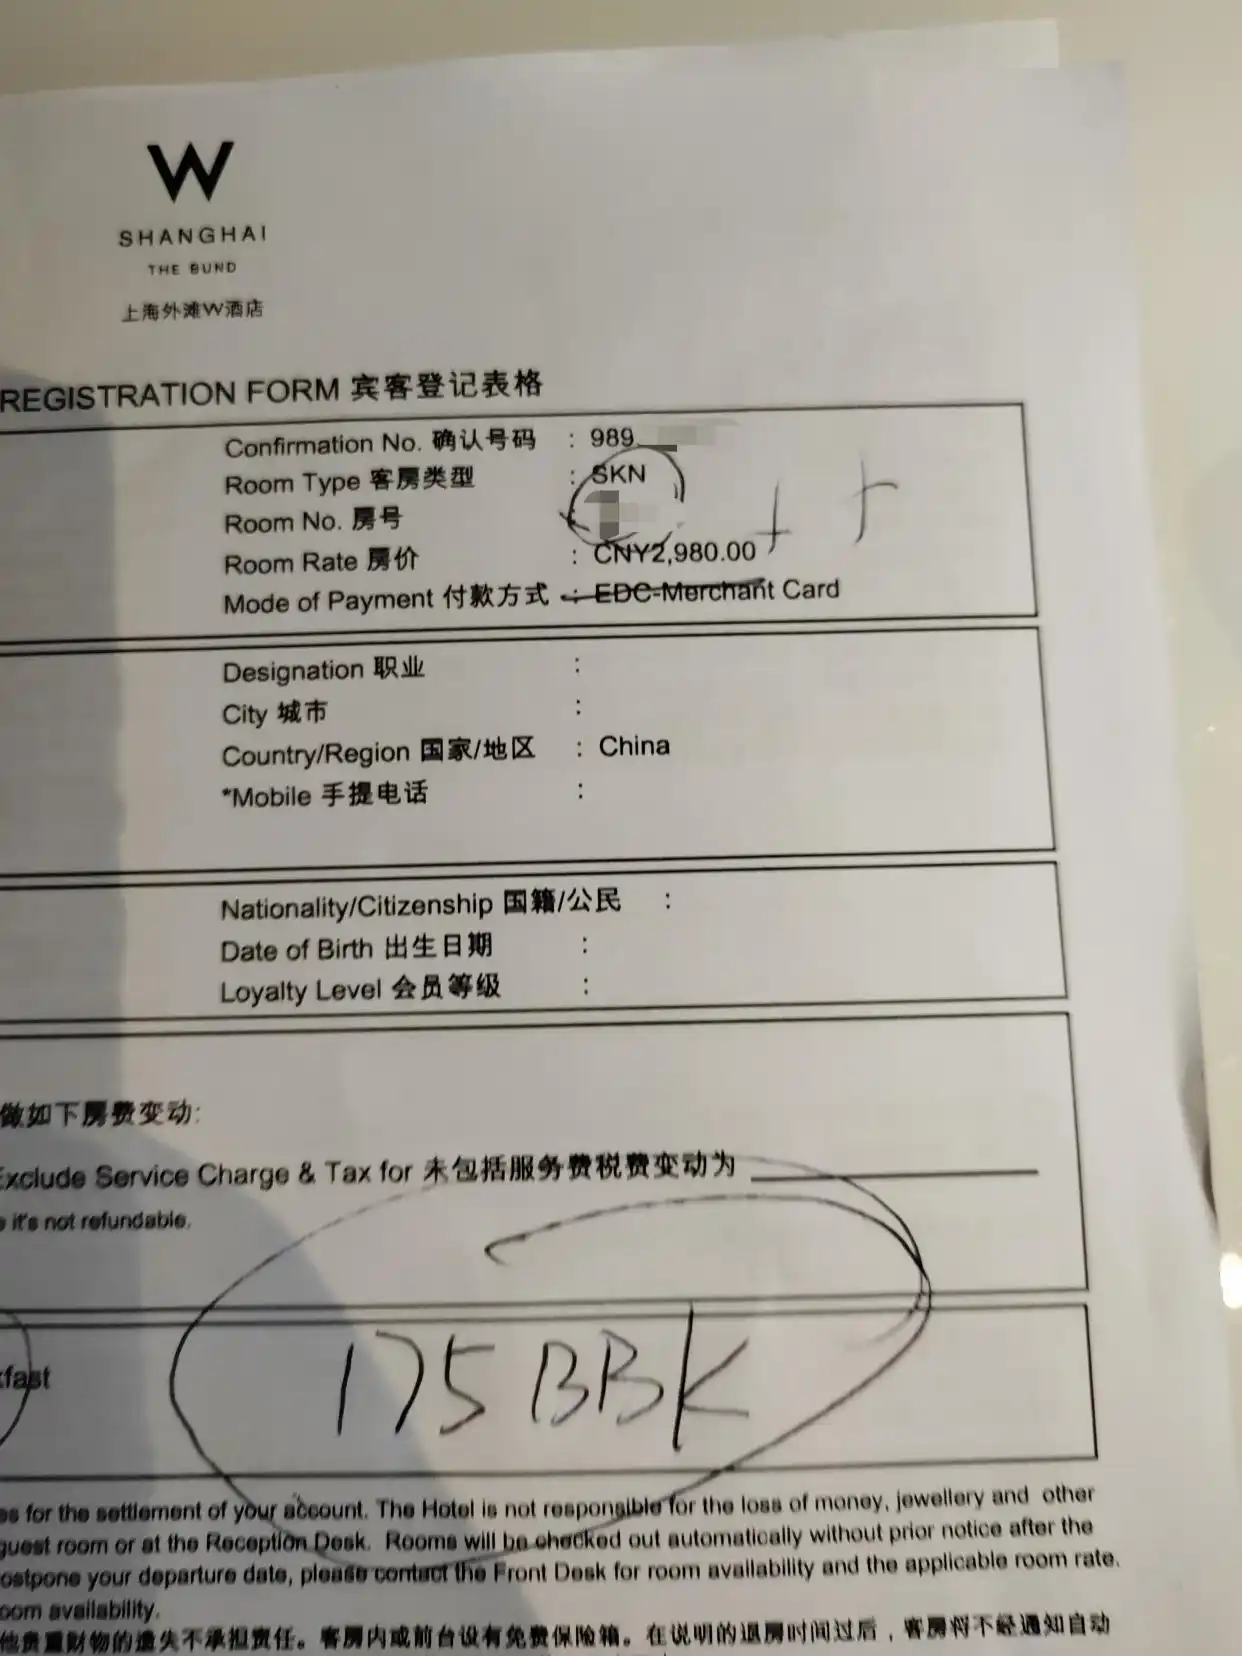 W
SHANGHAI
THE BUND
上海外滩W酒店
REGISTRATION FORM 宾客登记表格
Confirmation No. 确认号码 : 989
Room Type 客房类型 : SKN
Room No. 房号 :
Room Rate 房价 : CNY2,980.00 ++
Mode of Payment 付款方式 : EDC-Merchant Card
Designation 职业 :
City 城市 :
Country/Region 国家/地区 : China
*Mobile 手提电话 :
Nationality/Citizenship 国籍/公民 :
Date of Birth 出生日期 :
Loyalty Level 会员等级 :
做如下房费变动:
Exclude Service Charge & Tax for 未包括服务费税费变动为
it's not refundable.
175BBK
for the settlement of your account. The Hotel is not responsible for the loss of money, jewellery and other
guest room or at the Reception Desk. Rooms will be checked out automatically without prior notice after the
postpone your departure date, please contact the Front Desk for room availability and the applicable room rate.
room availability.
他贵重财物的遗失不承担责任。客房内或前台设有免费保险箱。在说明的退房时间过后，客房将不经通知自动